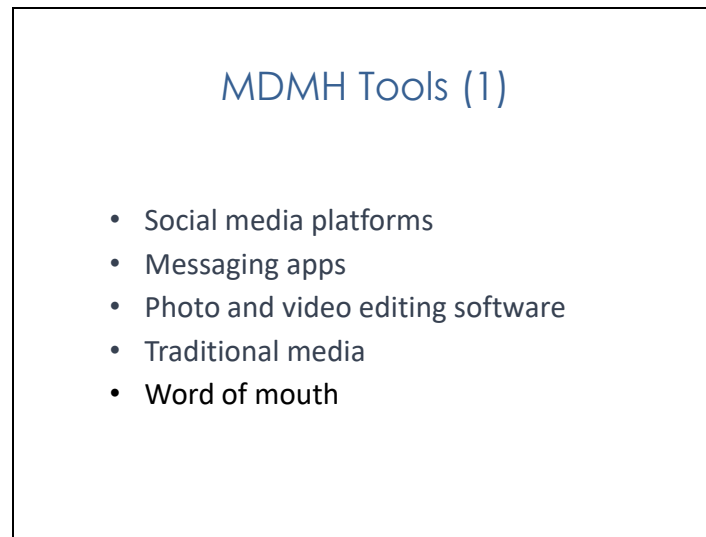 MDMH Tools (1)
• Social media platforms
• Messaging apps
• Photo and video editing software
• Traditional media
• Word of mouth